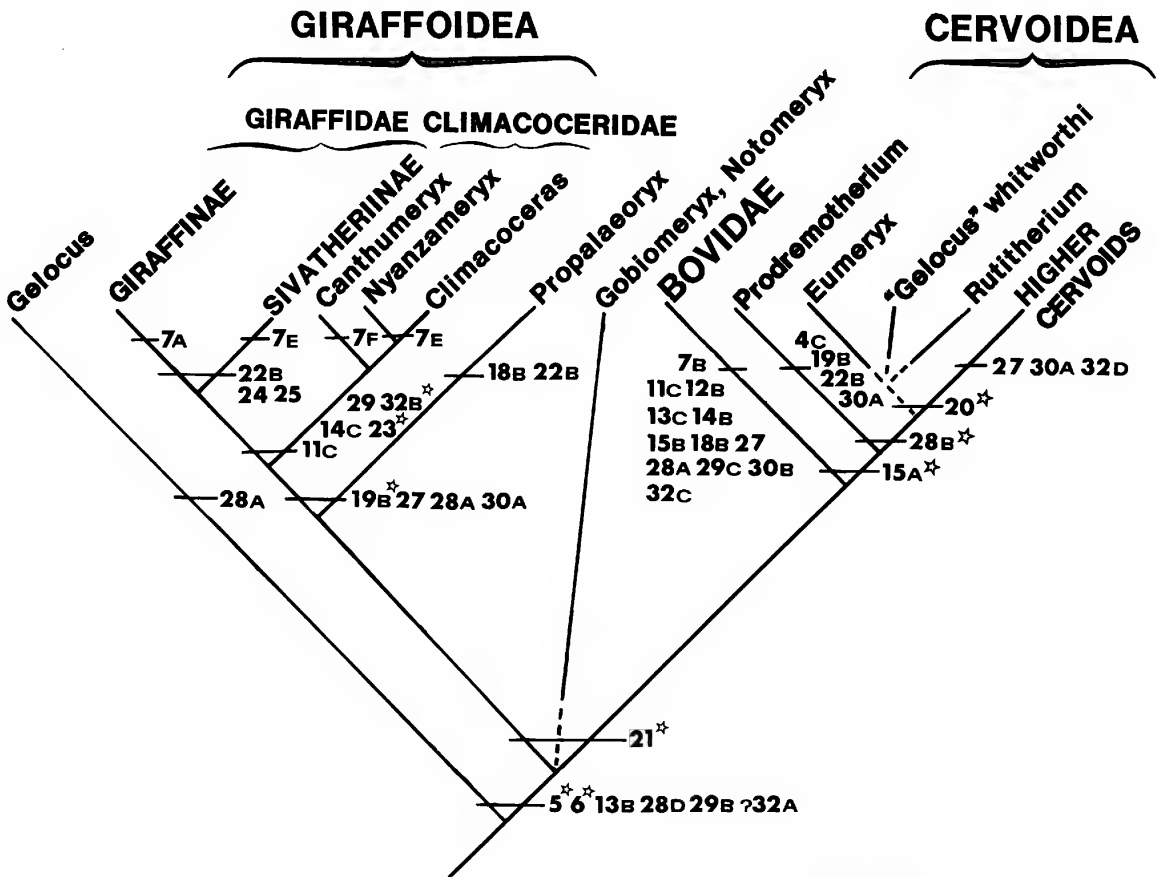 GIRAFFOIDEA
CERVOIDEA
GIRAFFIDAE CLIMACOCERIDAE
Gelocus
GIRAFFINAE
SIVATHERIINAE
Canthumeryx
Nyanzameryx
Climacoceras
Propalaeoryx
Gobiomeryx, Notomeryx
BOVIDAE
Prodremotherium
Eumeryx
"Gelocus" whitworthi
Rutitherium
HIGHER
CERVOIDS
7A
7E
7F
7E
22B
24 25
18B 22B
29 32B☆
14C 23☆
11C
28A
19B☆ 27 28A 30A
7B
11C 12B
13C 14B
15B 18B 27
28A 29C 30B
32C
4C
19B
22B
30A
27 30A 32D
20☆
28B☆
15A☆
21☆
5☆ 6☆ 13B 28D 29B ?32A